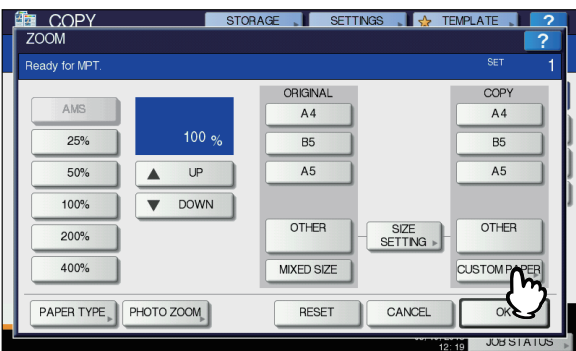 COPY STORAGE SETTINGS TEMPLATE ?
ZOOM ?
Ready for MPT. SET 1
ORIGINAL COPY
AMS A4 A4
25% 100 % B5 B5
50% UP A5 A5
100% DOWN
200% OTHER SIZE SETTING OTHER
400% MIXED SIZE CUSTOM PAPER
PAPER TYPE PHOTO ZOOM RESET CANCEL OK
12:19 JOB STATUS